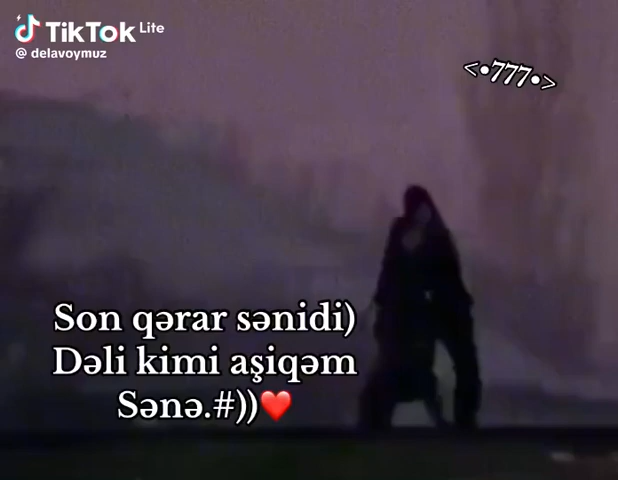 TikTok Lite
@ delavoymuz
<•777•>
Son qərar sənidi)
Dəli kimi aşiqəm
Sənə.#))❤️